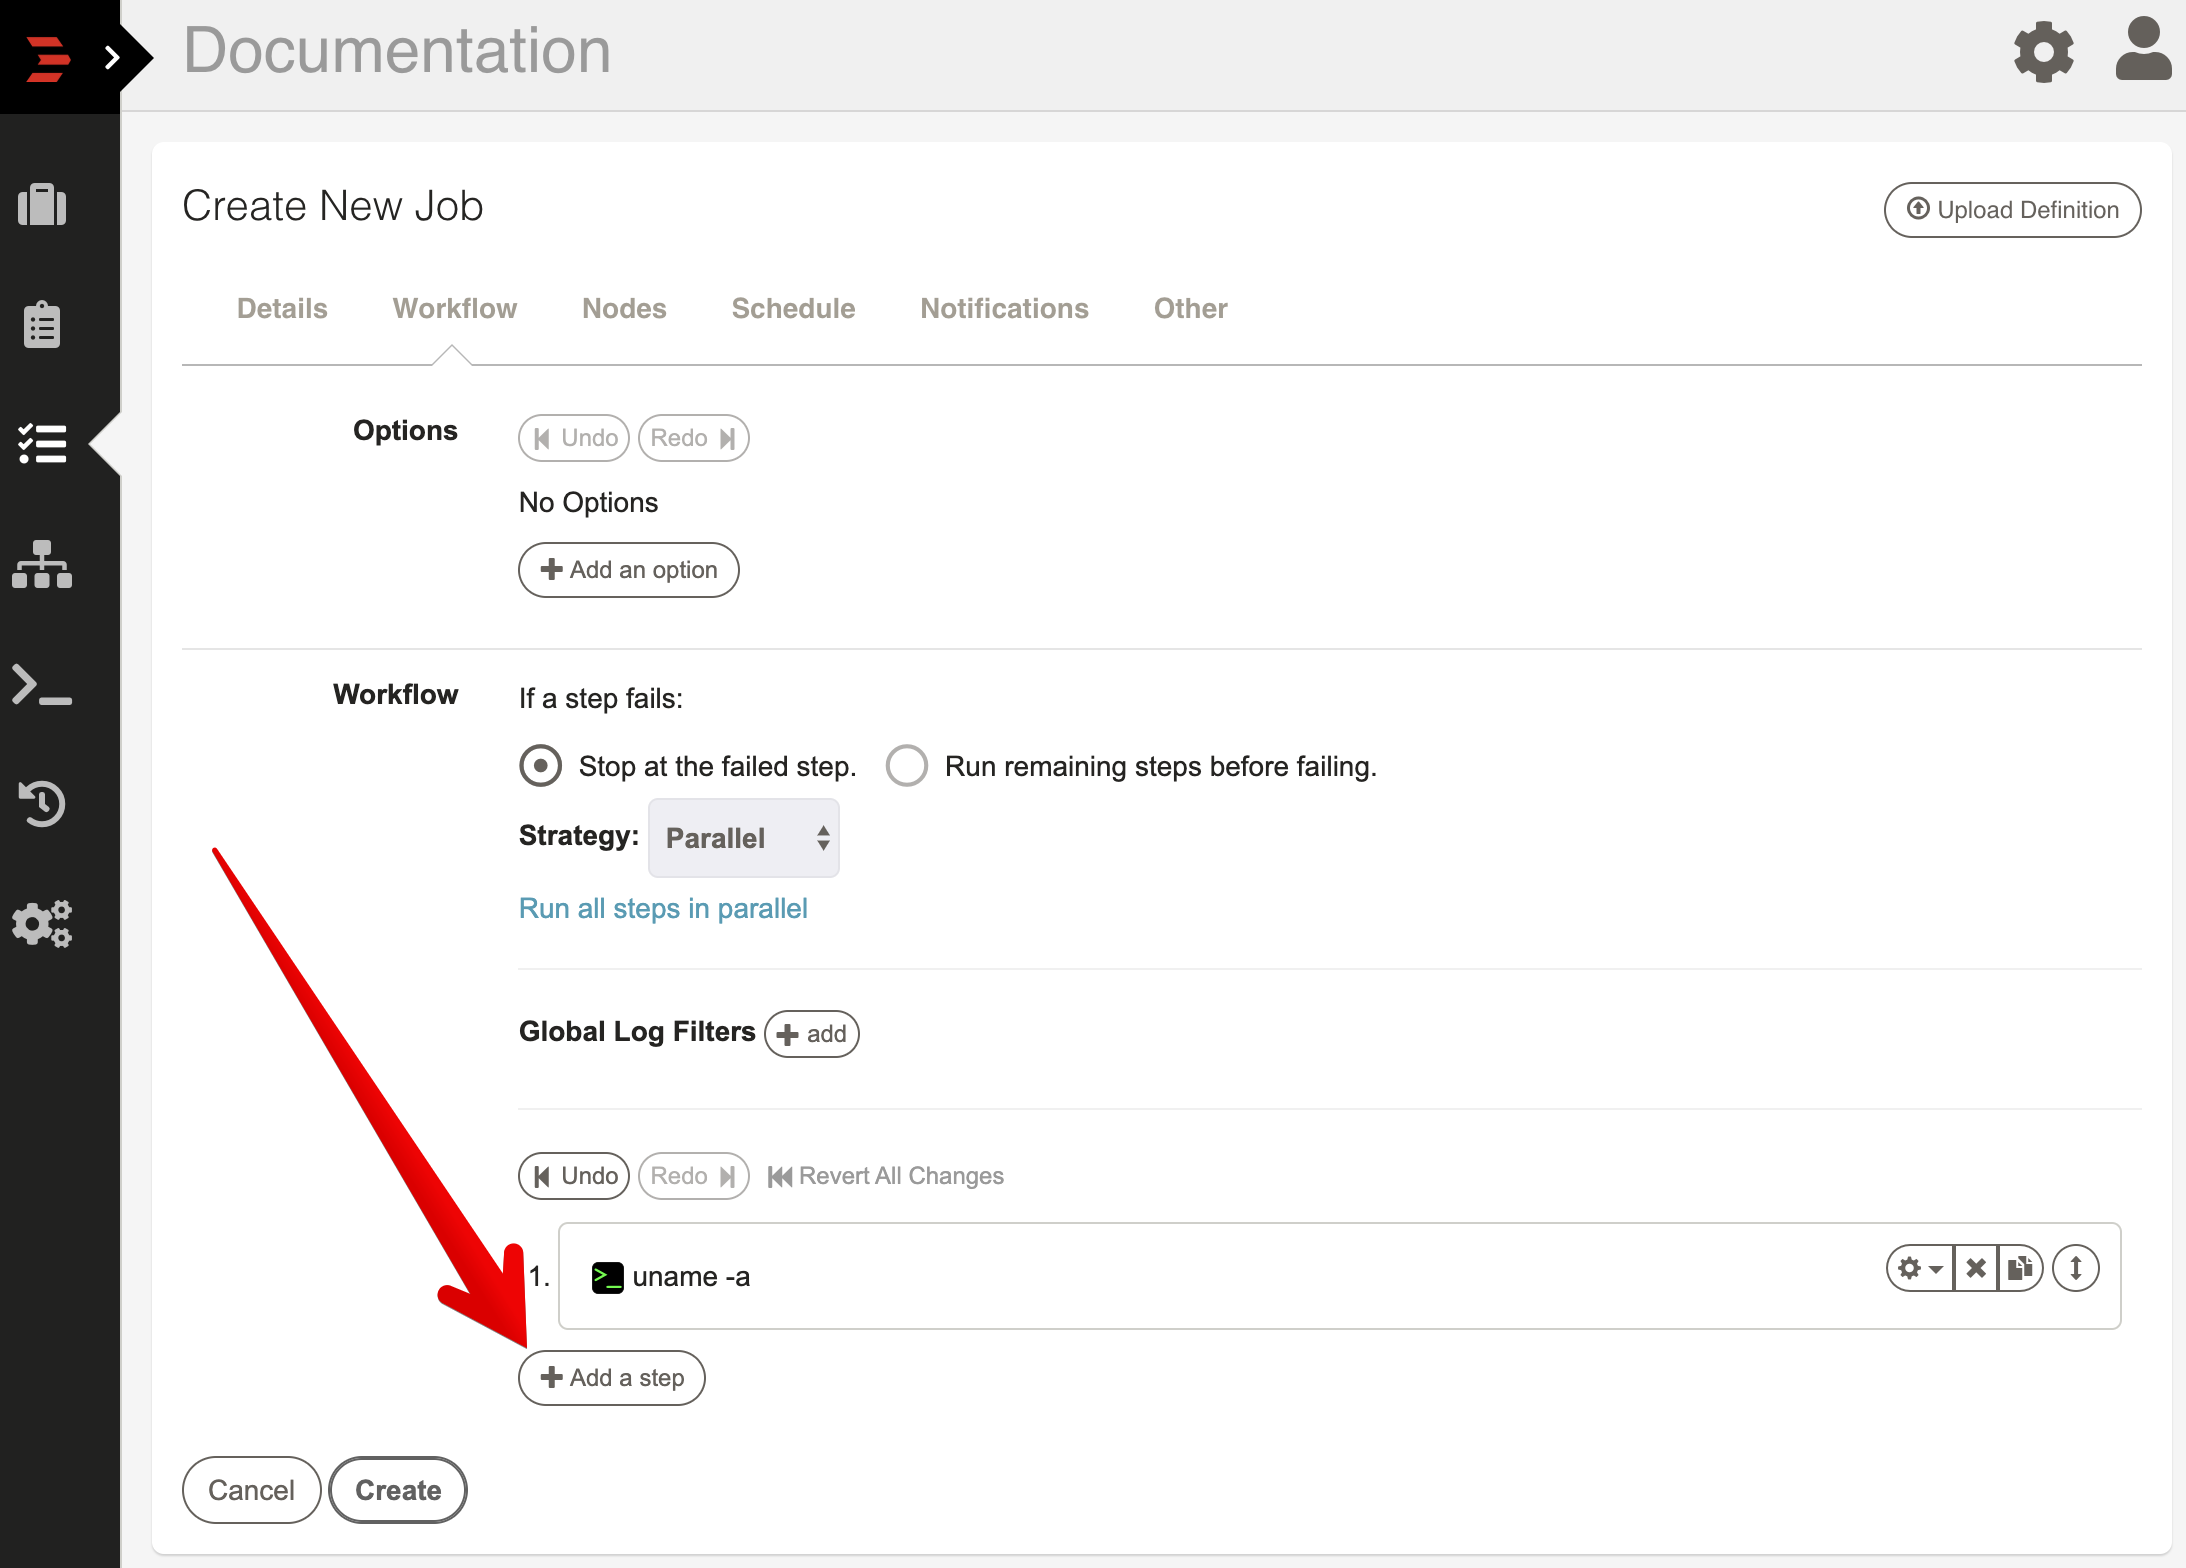 Documentation
Create New Job
Upload Definition
Details Workflow Nodes Schedule Notifications Other
Options
Undo Redo
No Options
Add an option
Workflow
If a step fails:
Stop at the failed step. Run remaining steps before failing.
Strategy: Parallel
Run all steps in parallel
Global Log Filters add
Undo Redo Revert All Changes
1. >_ uname -a
Add a step
Cancel Create